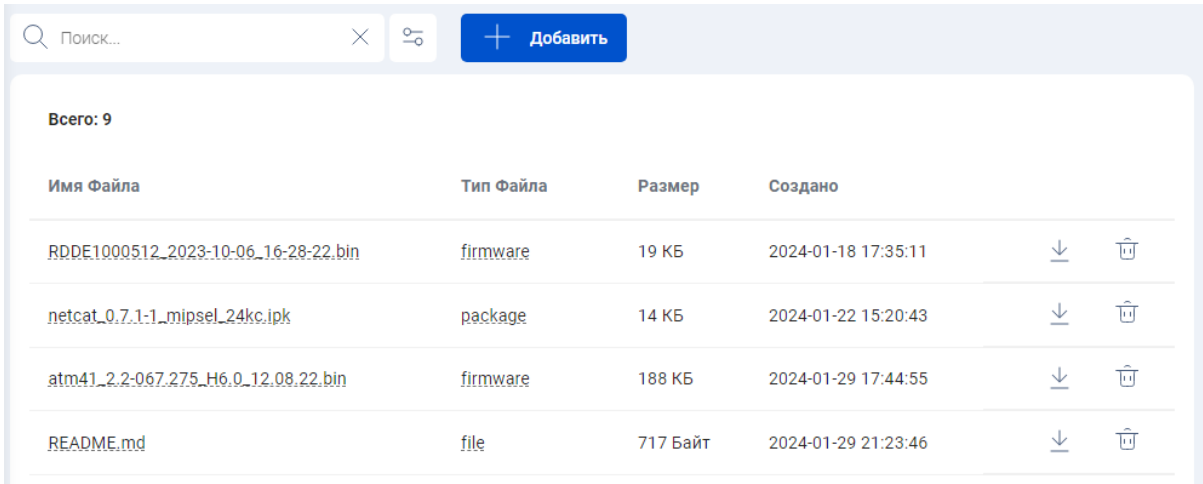 Поиск...
Добавить
Всего: 9
Имя Файла Тип Файла Размер Создано
RDDE1000512_2023-10-06_16-28-22.bin firmware 19 КБ 2024-01-18 17:35:11
netcat_0.7.1-1_mipsel_24kc.ipk package 14 КБ 2024-01-22 15:20:43
atm41_2.2-067.275_H6.0_12.08.22.bin firmware 188 КБ 2024-01-29 17:44:55
README.md file 717 Байт 2024-01-29 21:23:46